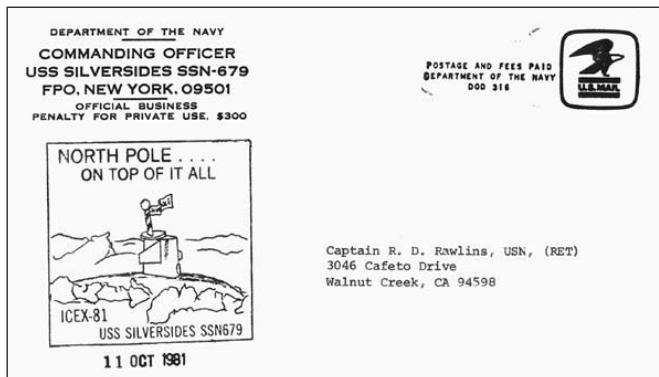 DEPARTMENT OF THE NAVY
COMMANDING OFFICER
USS SILVERSIDES SSN-679
FPO, NEW YORK, 09501
OFFICIAL BUSINESS
PENALTY FOR PRIVATE USE, $300
POSTAGE AND FEES PAID
DEPARTMENT OF THE NAVY
DOD 316
U.S.MAIL
NORTH POLE ....
ON TOP OF IT ALL
ICEX-81
USS SILVERSIDES SSN679
11 OCT 1981
Captain R. D. Rawlins, USN, (RET)
3046 Cafeto Drive
Walnut Creek, CA 94598